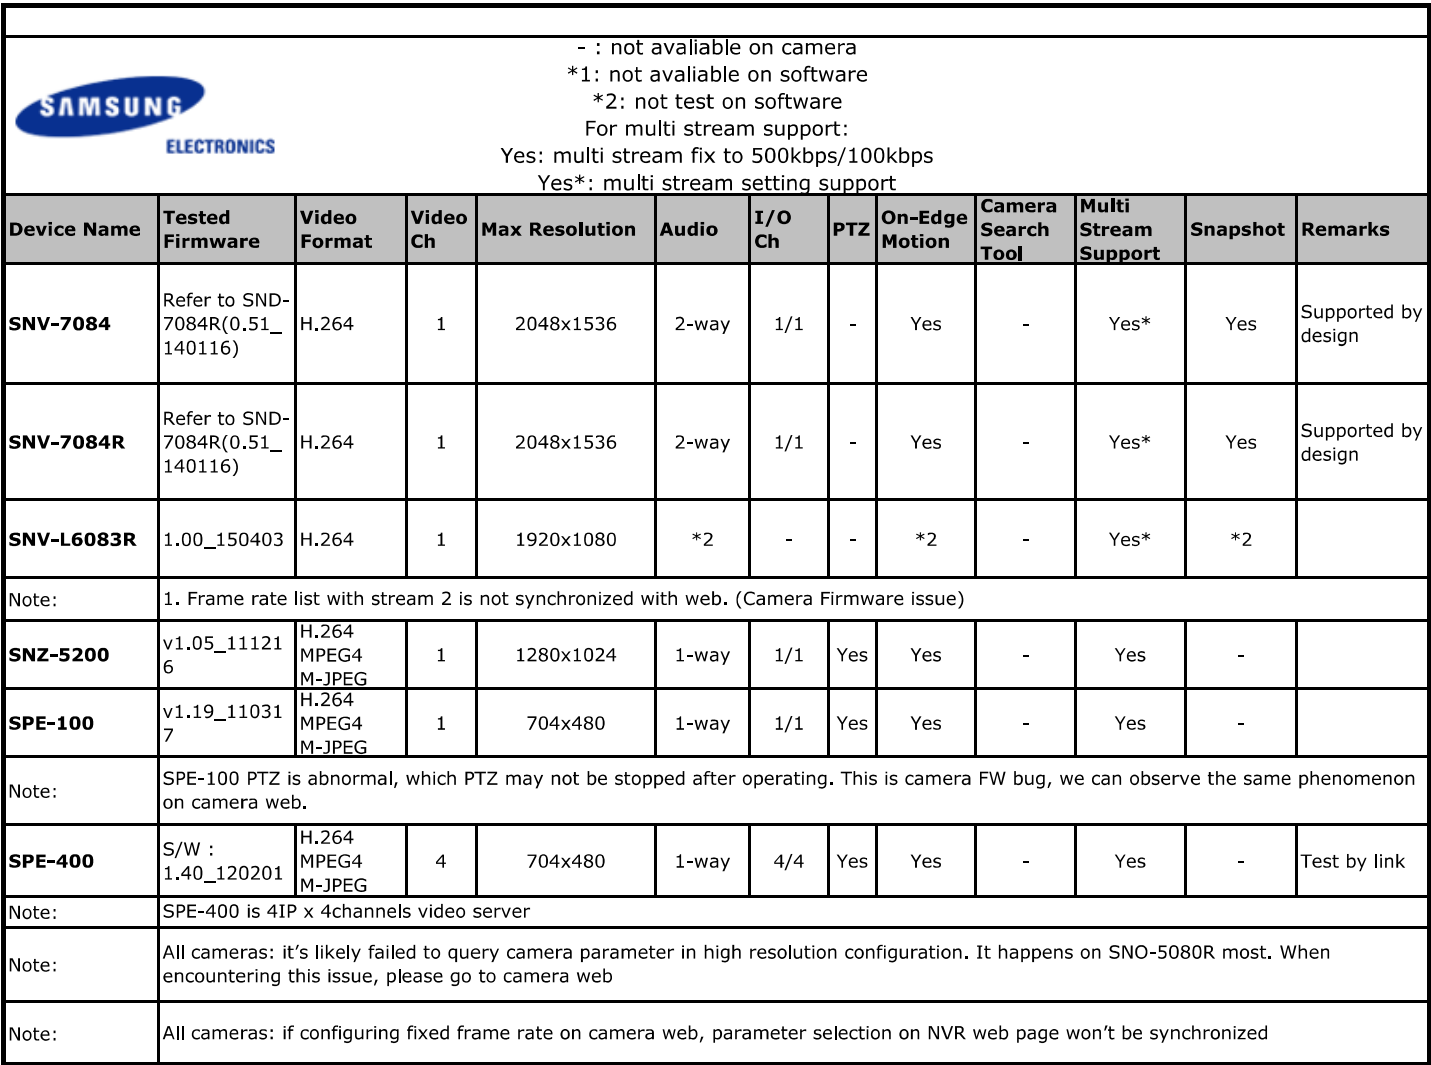 - : not avaliable on camera
*1: not avaliable on software
*2: not test on software
For multi stream support:
Yes: multi stream fix to 500kbps/100kbps
Yes*: multi stream setting support
SAMSUNG
ELECTRONICS
Device Name Tested Firmware Video Format Video Ch Max Resolution Audio I/O Ch PTZ On-Edge Motion Camera Search Tool Multi Stream Support Snapshot Remarks
SNV-7084 Refer to SND-7084R(0.51_140116) H.264 1 2048x1536 2-way 1/1 - Yes - Yes* Yes Supported by design
SNV-7084R Refer to SND-7084R(0.51_140116) H.264 1 2048x1536 2-way 1/1 - Yes - Yes* Yes Supported by design
SNV-L6083R 1.00_150403 H.264 1 1920x1080 *2 - - *2 - Yes* *2
Note: 1. Frame rate list with stream 2 is not synchronized with web. (Camera Firmware issue)
SNZ-5200 v1.05_111216 H.264 MPEG4 M-JPEG 1 1280x1024 1-way 1/1 Yes Yes - Yes -
SPE-100 v1.19_110317 H.264 MPEG4 M-JPEG 1 704x480 1-way 1/1 Yes Yes - Yes -
Note: SPE-100 PTZ is abnormal, which PTZ may not be stopped after operating. This is camera FW bug, we can observe the same phenomenon
on camera web.
SPE-400 S/W : 1.40_120201 H.264 MPEG4 M-JPEG 4 704x480 1-way 4/4 Yes Yes - Yes - Test by link
Note: SPE-400 is 4IP x 4channels video server
Note: All cameras: it's likely failed to query camera parameter in high resolution configuration. It happens on SNO-5080R most. When
encountering this issue, please go to camera web
Note: All cameras: if configuring fixed frame rate on camera web, parameter selection on NVR web page won't be synchronized